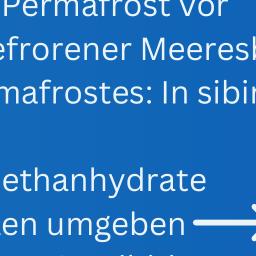 Permafrost vor
efrorener Meeresb
mafrostes: In sibir
ethanhydrate
en umgeben